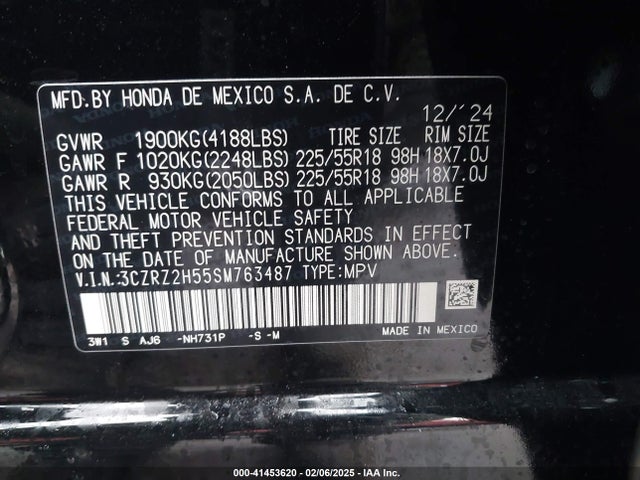 MFD.BY HONDA DE MEXICO S.A. DE C.V.
12/'24
GVWR 1900KG(4188LBS) TIRE SIZE RIM SIZE
GAWR F 1020KG(2248LBS) 225/55R18 98H 18X7.0J
GAWR R 930KG(2050LBS) 225/55R18 98H 18X7.0J
THIS VEHICLE CONFORMS TO ALL APPLICABLE
FEDERAL MOTOR VEHICLE SAFETY
AND THEFT PREVENTION STANDARDS IN EFFECT
ON THE DATE OF MANUFACTURE SHOWN ABOVE.
V.I.N.:3CZRZ2H55SM763487 TYPE:MPV
3W1 S AJ6 -NH731P -S -M
MADE IN MEXICO
000-41453620 - 02/06/2025 - IAA Inc.